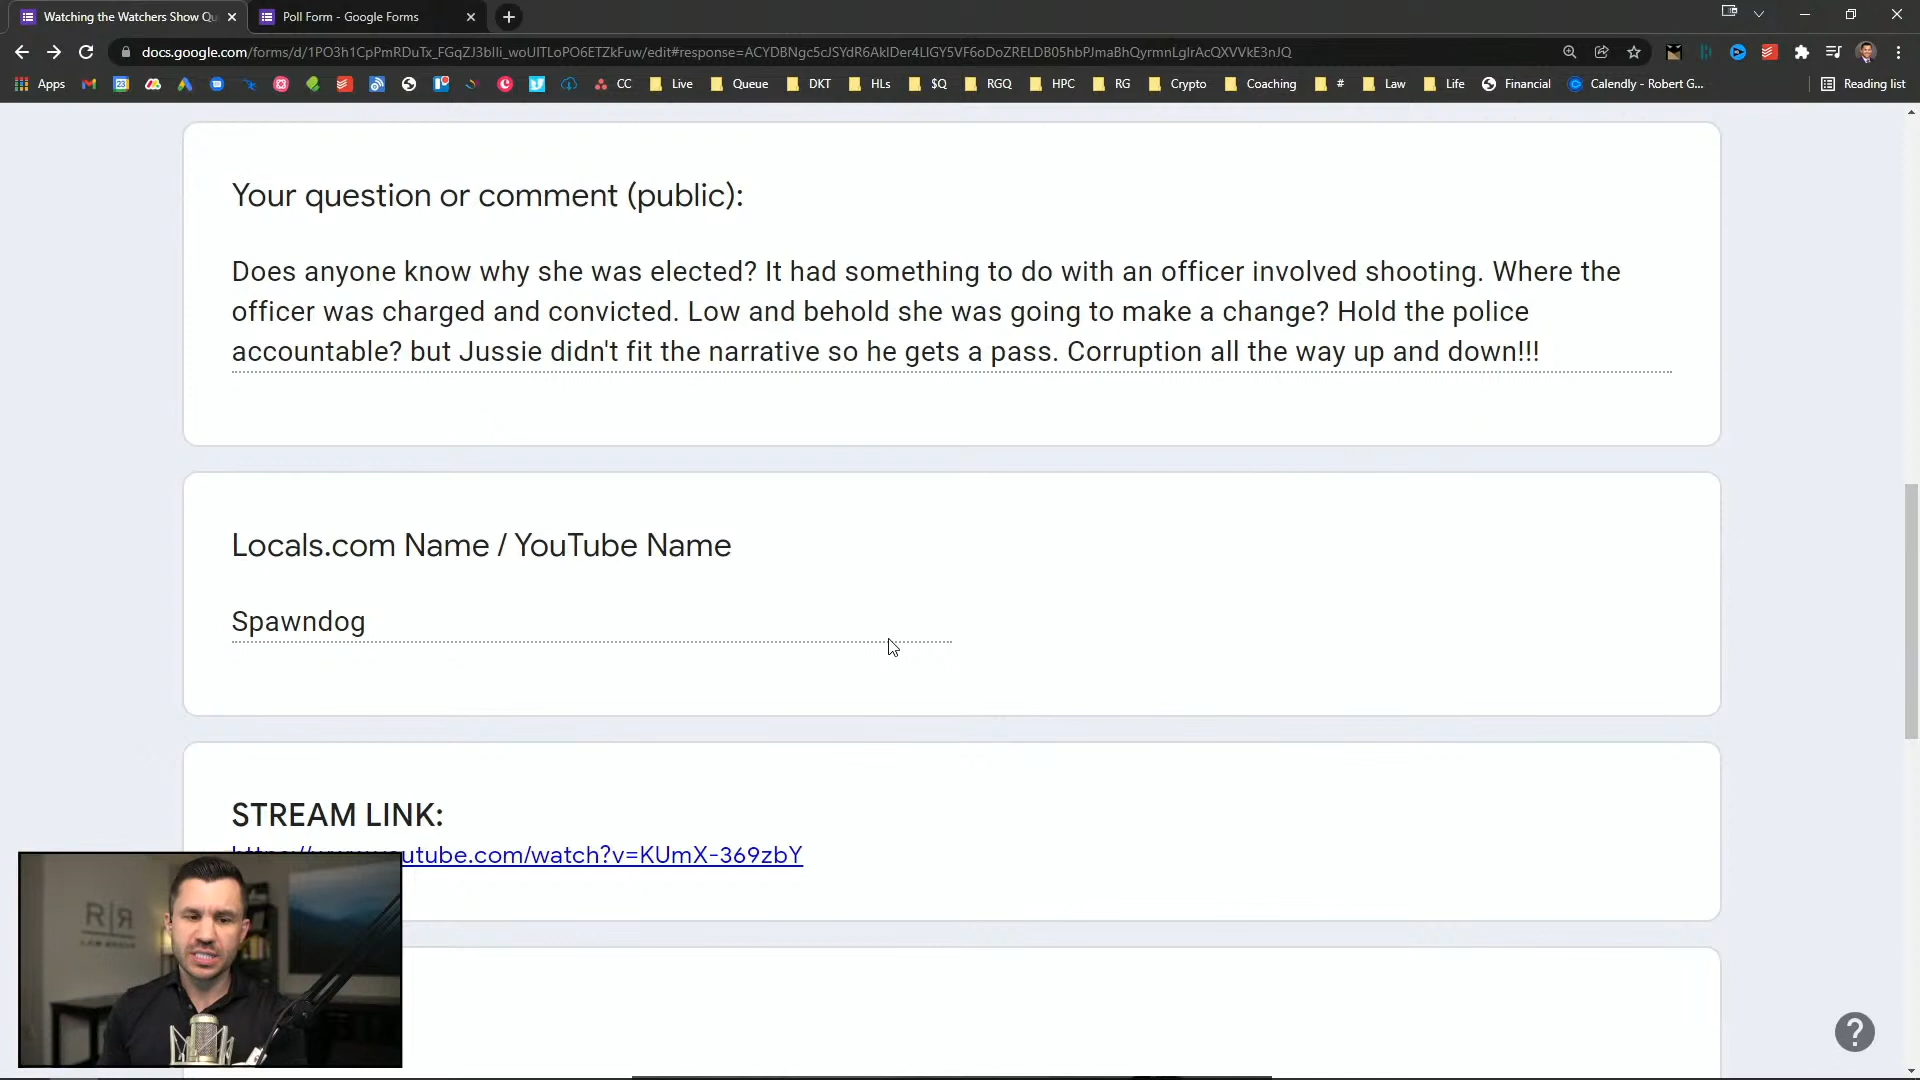 Watching the Watchers Show Qu
Poll Form - Google Forms
docs.google.com/forms/d/1PO3h1CpPmRDuTx_FGqZJ3bIli_woUlTLoPO6ETZkFuw/edit#response=ACYDBNgc5cJSYdR6AklDer4LIGY5VF6oDoZRELDB05hbPJmaBhQyrmnLgIrAcQXVVkE3nJQ
Apps
CC
Live
Queue
DKT
HLs
$Q
RGQ
HPC
RG
Crypto
Coaching
#
Law
Life
Financial
Calendly - Robert G...
Reading list
Your question or comment (public):
Does anyone know why she was elected? It had something to do with an officer involved shooting. Where the
officer was charged and convicted. Low and behold she was going to make a change? Hold the police
accountable? but Jussie didn't fit the narrative so he gets a pass. Corruption all the way up and down!!!
Locals.com Name / YouTube Name
Spawndog
STREAM LINK:
utube.com/watch?v=KUmX-369zbY
R|R
LAW GROUP